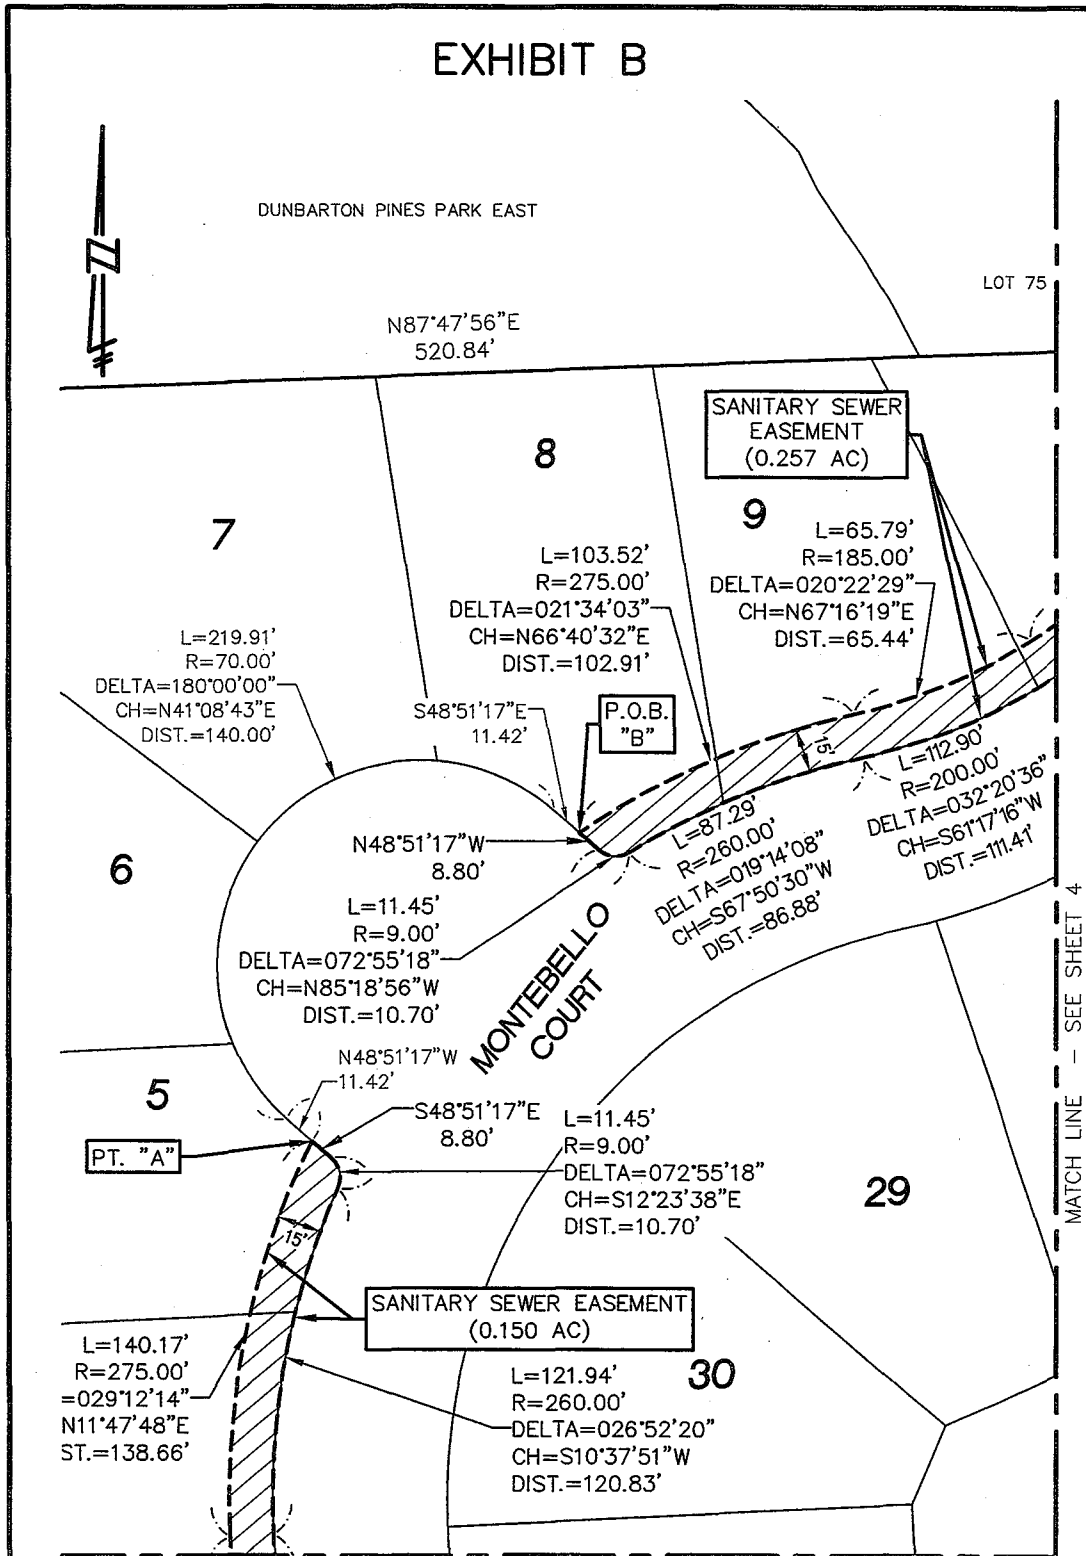 EXHIBIT B
DUNBARTON PINES PARK EAST
LOT 75
N87°47'56"E
520.84'
SANITARY SEWER
EASEMENT
(0.257 AC)
8
9
7
L=65.79'
R=185.00'
DELTA=020°22'29"
CH=N67°16'19"E
DIST.=65.44'
L=103.52'
R=275.00'
DELTA=021°34'03"
CH=N66°40'32"E
DIST.=102.91'
L=219.91'
R=70.00'
DELTA=180°00'00"
CH=N41°08'43"E
DIST.=140.00'
S48°51'17"E
11.42'
P.O.B.
"B"
15'
L=112.90'
R=200.00'
DELTA=032°20'36"
CH=S61°17'16"W
DIST.=111.41'
L=87.29'
R=260.00'
DELTA=019°14'08"
CH=S67°50'30"W
DIST.=86.88'
N48°51'17"W
8.80'
6
L=11.45'
R=9.00'
DELTA=072°55'18"
CH=N85°18'56"W
DIST.=10.70'
MONTEBELLO
COURT
MATCH LINE - SEE SHEET 4
N48°51'17"W
11.42'
5
S48°51'17"E
8.80'
PT. "A"
L=11.45'
R=9.00'
DELTA=072°55'18"
CH=S12°23'38"E
DIST.=10.70'
29
15'
SANITARY SEWER EASEMENT
(0.150 AC)
L=140.17'
R=275.00'
=029°12'14"
N11°47'48"E
ST.=138.66'
30
L=121.94'
R=260.00'
DELTA=026°52'20"
CH=S10°37'51"W
DIST.=120.83'